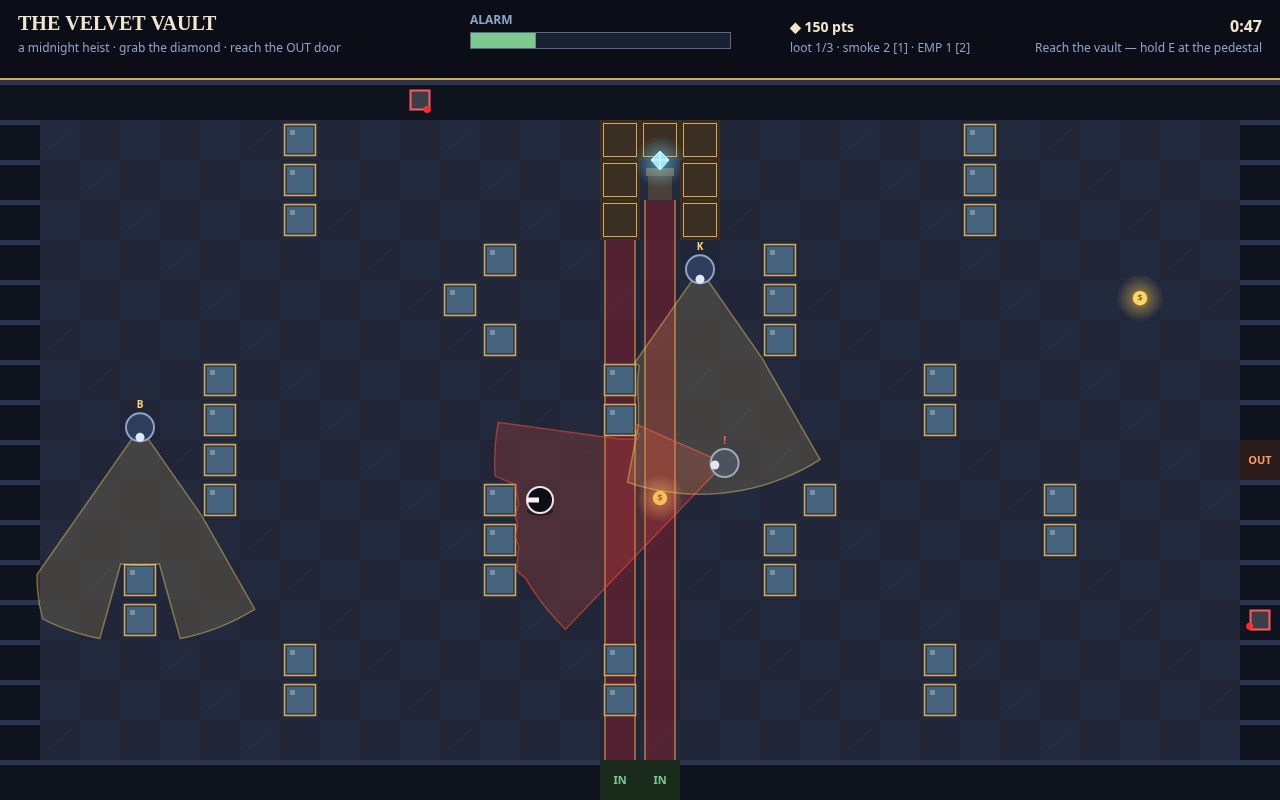 THE VELVET VAULT
a midnight heist · grab the diamond · reach the OUT door
ALARM
◆ 150 pts
loot 1/3 · smoke 2 [1] · EMP 1 [2]
0:47
Reach the vault — hold E at the pedestal
K
$
B
!
OUT
$
IN
IN